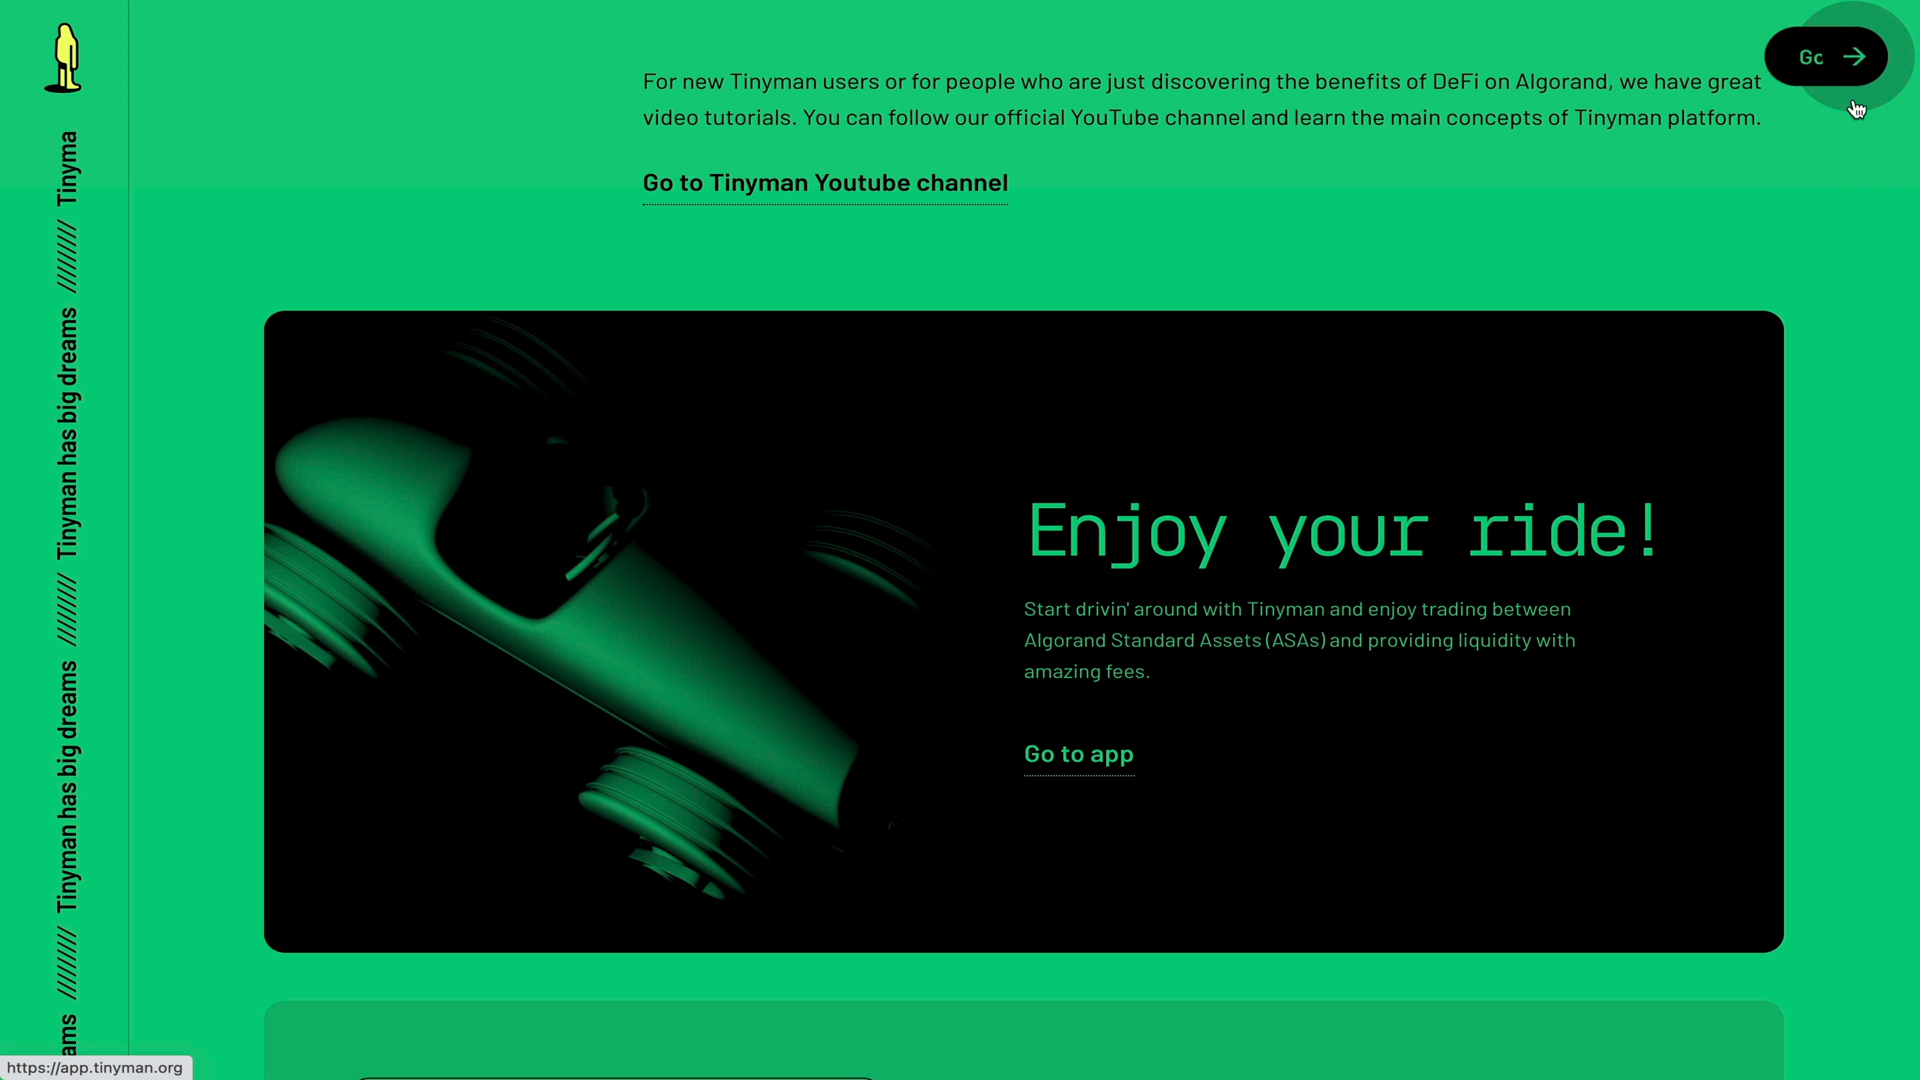 Go →
For new Tinyman users or for people who are just discovering the benefits of DeFi on Algorand, we have great
video tutorials. You can follow our official YouTube channel and learn the main concepts of Tinyman platform.
Go to Tinyman Youtube channel
Enjoy your ride!
Start drivin' around with Tinyman and enjoy trading between
Algorand Standard Assets (ASAs) and providing liquidity with
amazing fees.
Go to app
ams ////////// Tinyman has big dreams ////////// Tinyman has big dreams ////////// Tinyma
https://app.tinyman.org